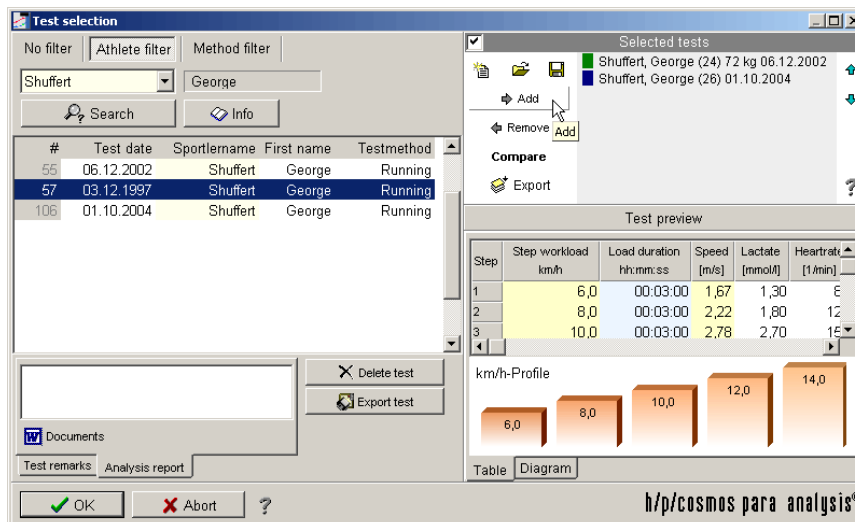 Test selection
No filter Athlete filter Method filter
Shuffert George
Search Info
# Test date Sportlername First name Testmethod
55 06.12.2002 Shuffert George Running
57 03.12.1997 Shuffert George Running
106 01.10.2004 Shuffert George Running
Delete test
Export test
Documents
Test remarks Analysis report
OK Abort
Selected tests
Shuffert, George (24) 72 kg 06.12.2002
Shuffert, George (26) 01.10.2004
Add
Remove Add
Compare
Export
Test preview
Step Step workload Load duration Speed Lactate Heartrate
km/h hh:mm:ss [m/s] [mmol/l] [1/min]
1 6,0 00:03:00 1,67 1,30
2 8,0 00:03:00 2,22 1,80
3 10,0 00:03:00 2,78 2,70
km/h-Profile
6,0 8,0 10,0 12,0 14,0
Table Diagram
h/p/cosmos para analysis®